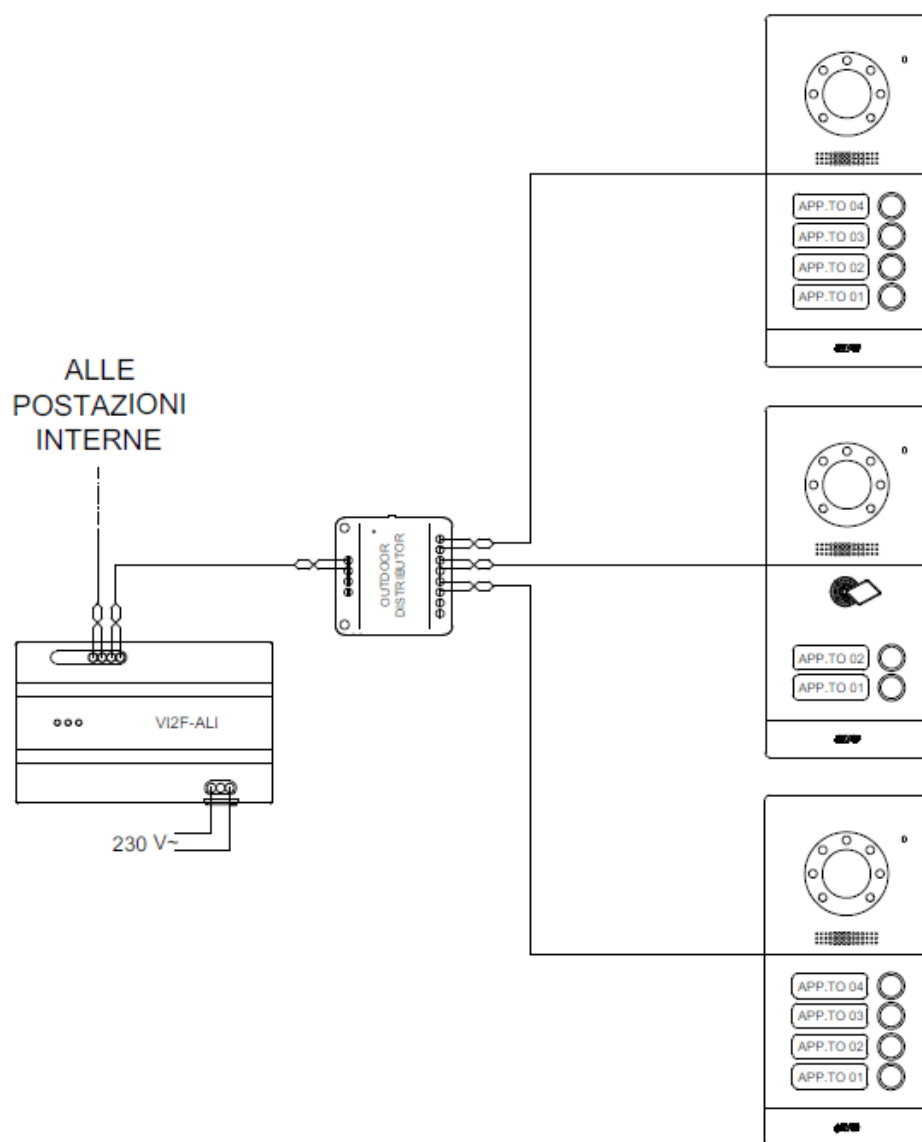 APP.TO 04
APP.TO 03
APP.TO 02
APP.TO 01
ALLE
POSTAZIONI
INTERNE
OUTDOOR
DISTRIBUTOR
APP.TO 02
APP.TO 01
VI2F-ALI
230 V~
APP.TO 04
APP.TO 03
APP.TO 02
APP.TO 01